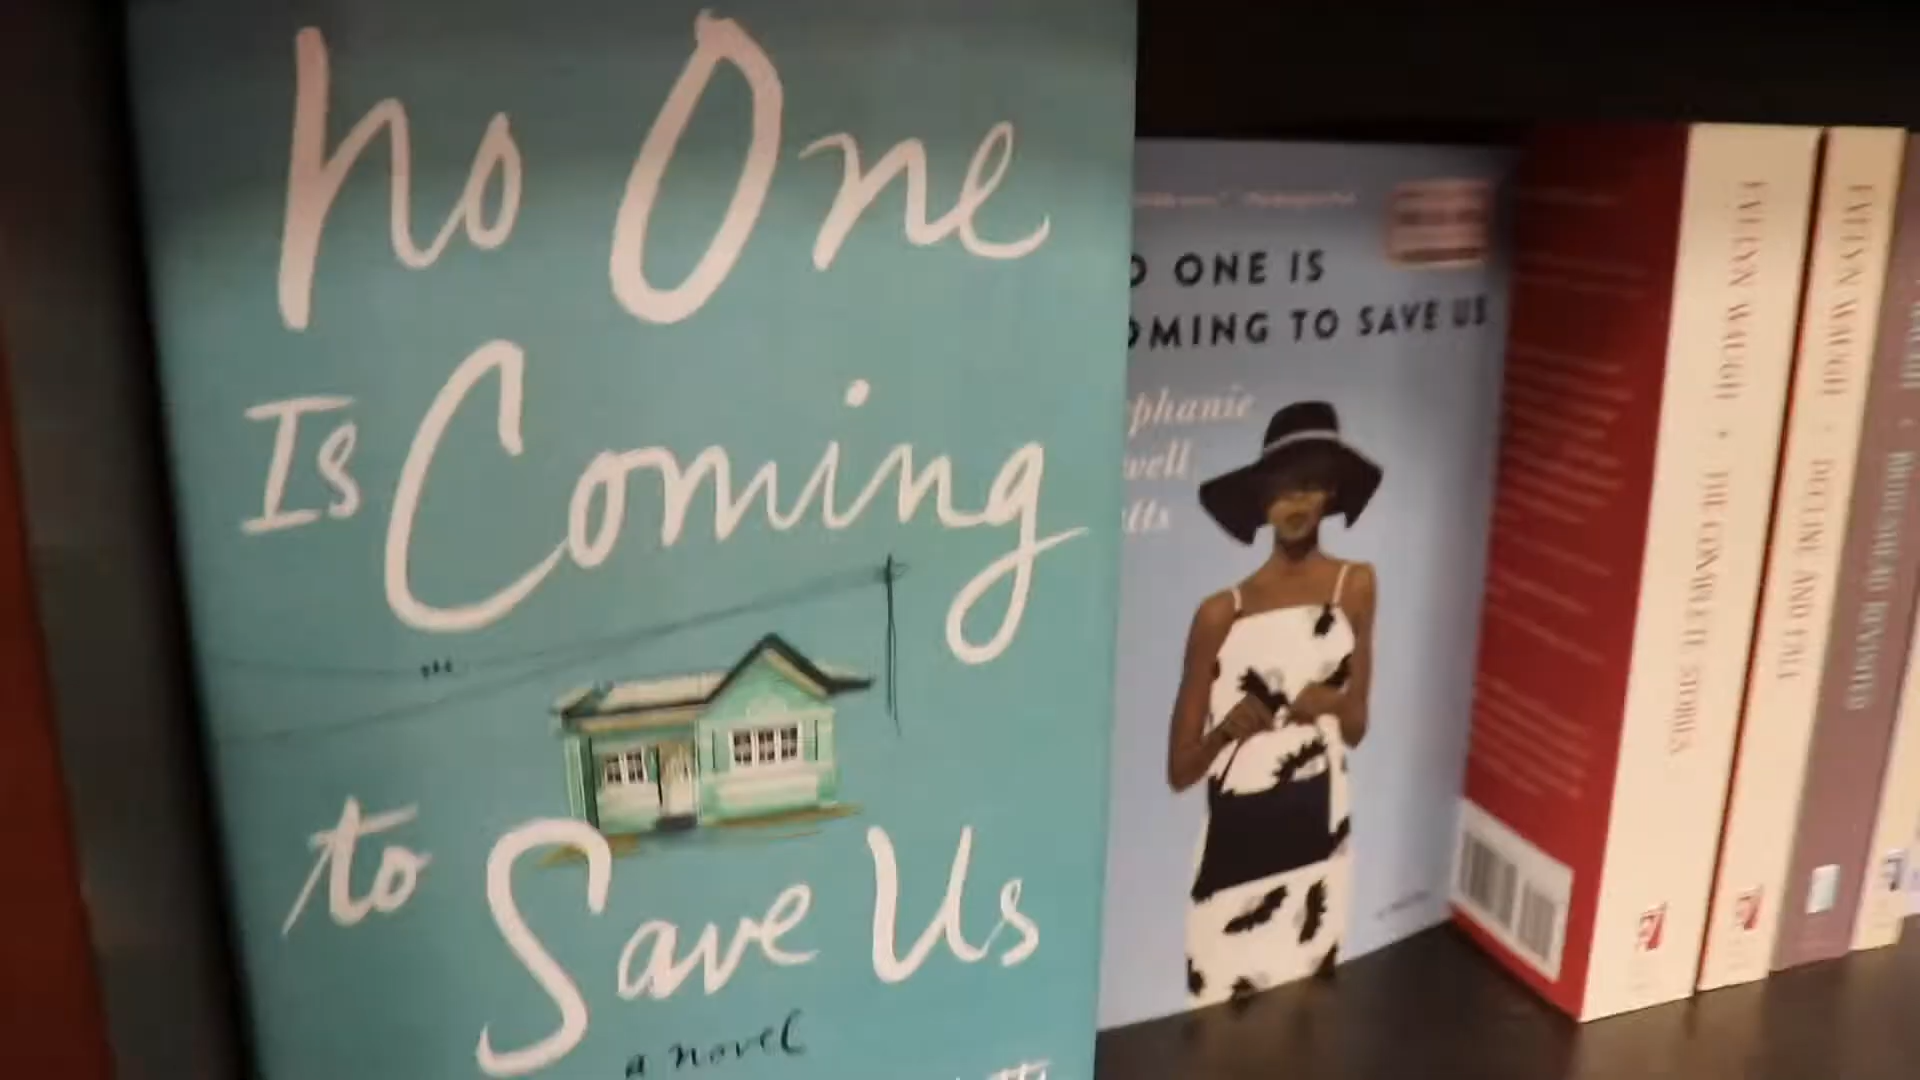 No One
Is Coming
to Save Us
a novel
O ONE IS
OMING TO SAVE US
phanie
well
tts
EVELYN WAUGH • THE COMPLETE STORIES
EVELYN WAUGH • DECLINE AND FALL
BRIDESHEAD REVISITED